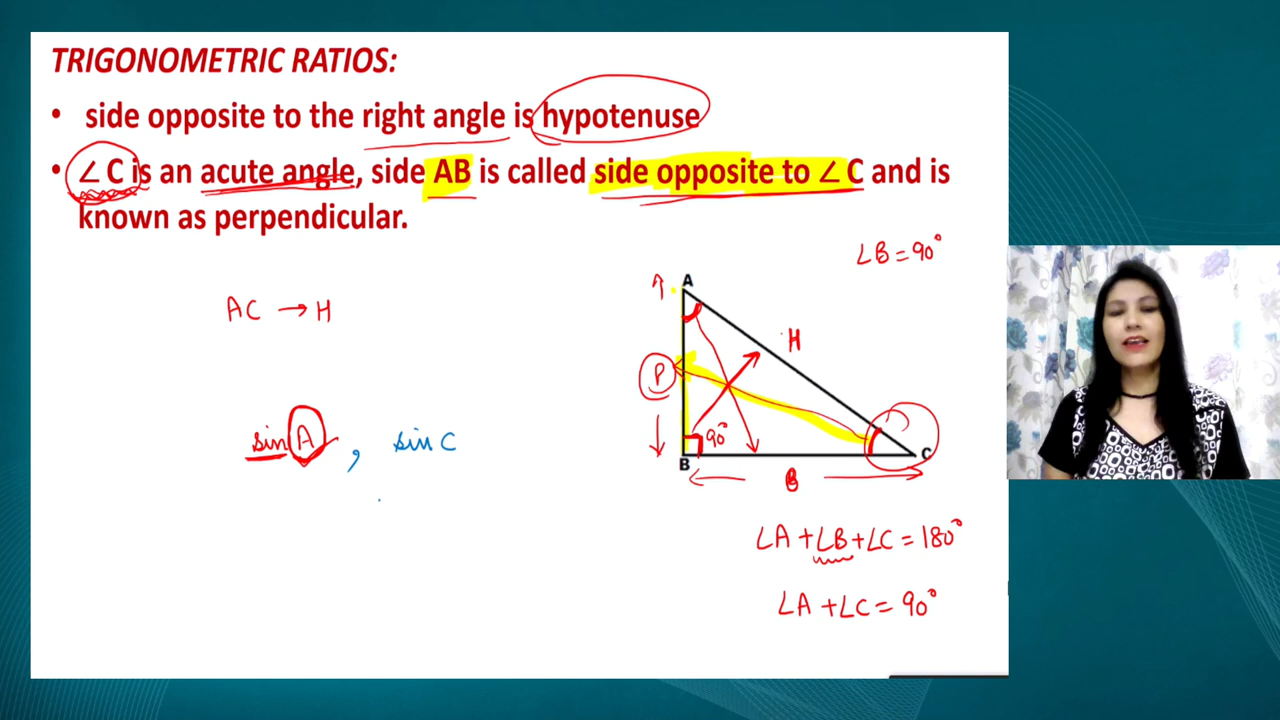 TRIGONOMETRIC RATIOS:
• side opposite to the right angle is hypotenuse
• ∠C is an acute angle, side AB is called side opposite to ∠C and is
known as perpendicular.
∠B = 90°
AC → H
A
H
P
90°
B
C
B
sin A , sin C
∠A + ∠B + ∠C = 180°
∠A + ∠C = 90°